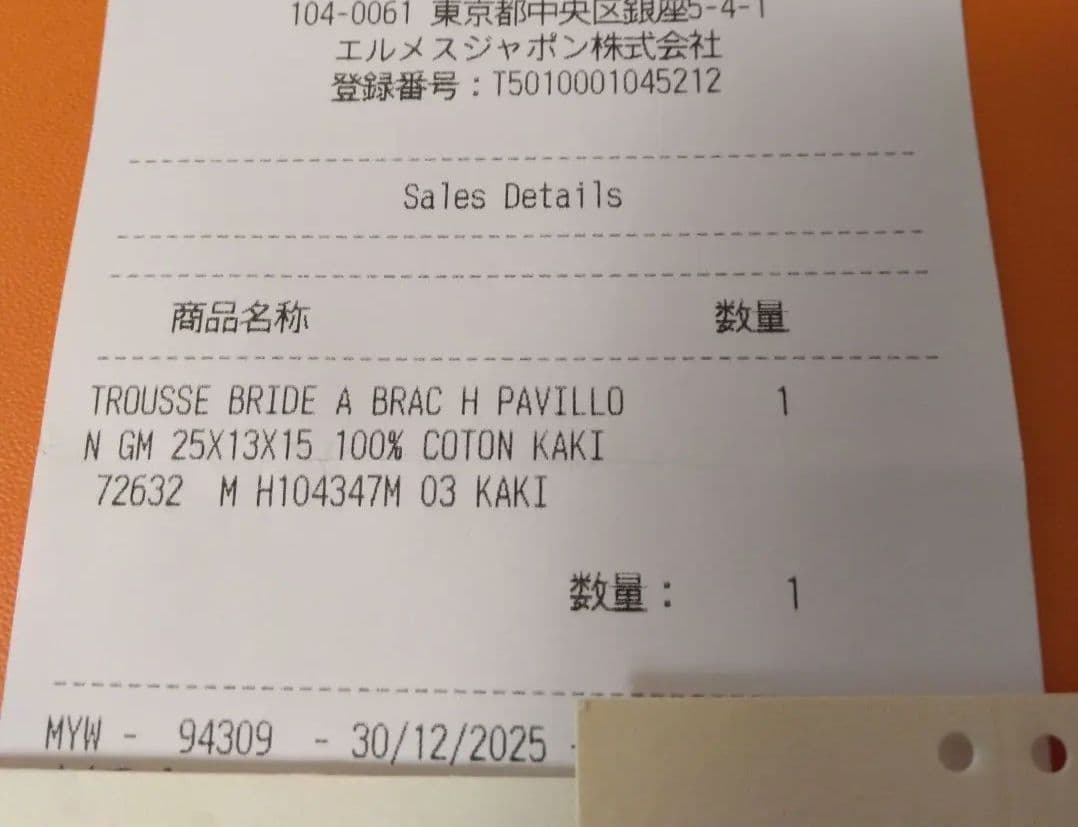 104-0061 東京都中央区銀座5-4-1
エルメスジャポン株式会社
登録番号：T5010001045212
Sales Details
商品名称 数量
TROUSSE BRIDE A BRAC H PAVILLO 1
N GM 25X13X15 100% COTON KAKI
72632 M H104347M 03 KAKI
数量： 1
MYW - 94309 - 30/12/2025 -